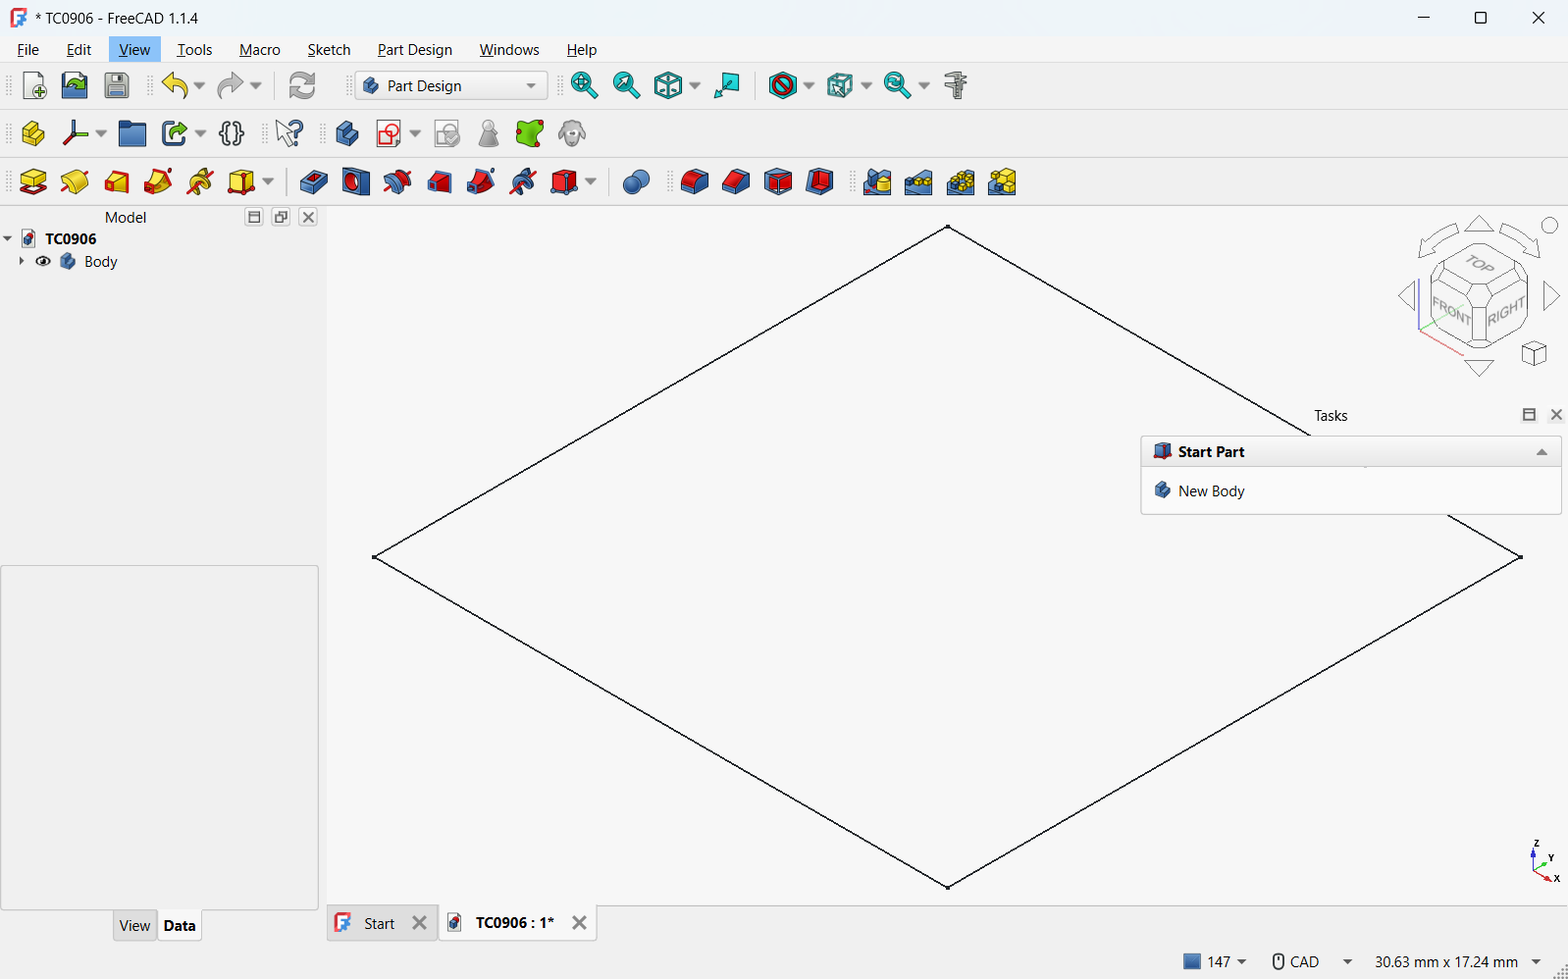 * TC0906 - FreeCAD 1.1.4
File Edit View Tools Macro Sketch Part Design Windows Help
Part Design
Model
TC0906
Body
TOP
FRONT
RIGHT
Tasks
Start Part
New Body
Z
Y
X
View Data
Start TC0906 : 1*
147 CAD 30.63 mm x 17.24 mm